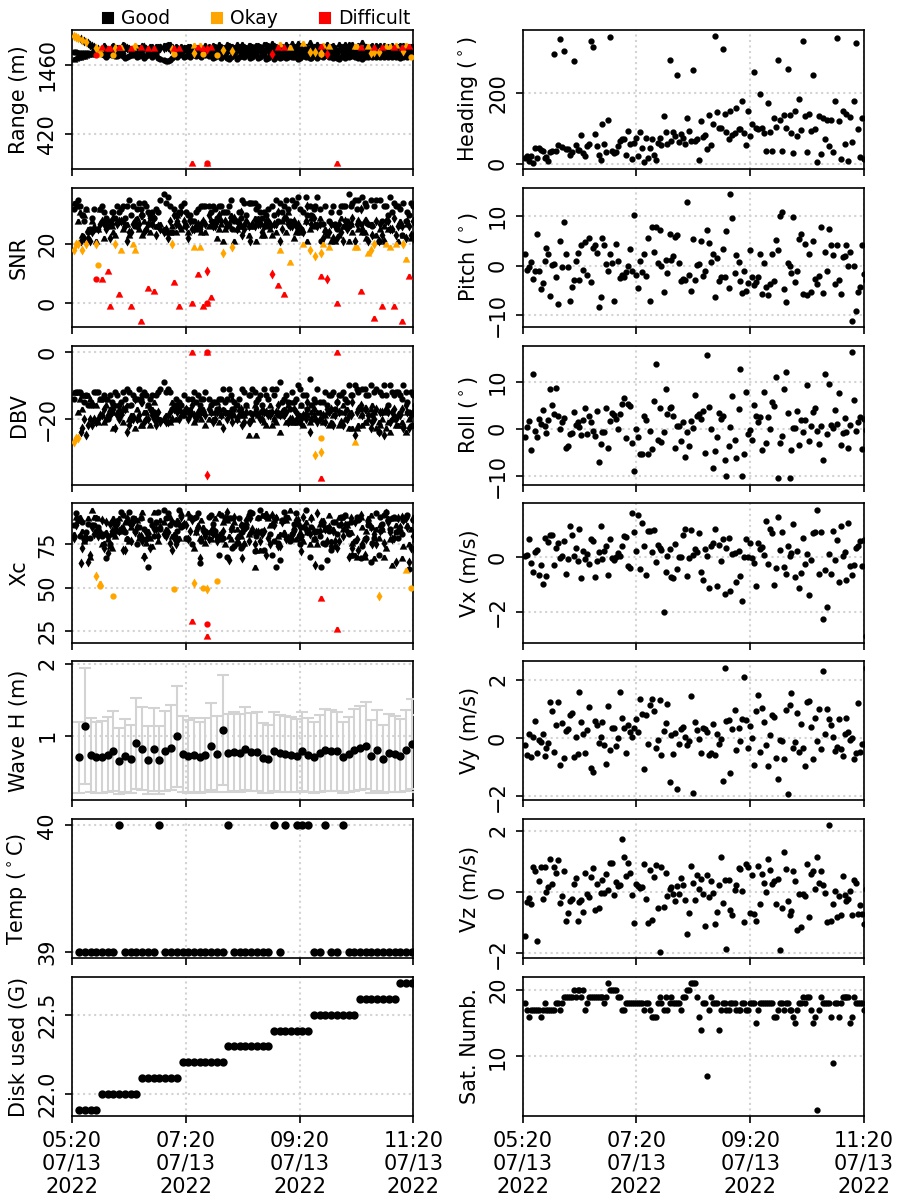 Good Okay Difficult
Range (m)
1460
420
Heading (°)
200
0
SNR
20
0
Pitch (°)
10
0
−10
DBV
0
−20
Roll (°)
10
0
−10
Xc
75
50
25
Vx (m/s)
0
−2
Wave H (m)
2
1
Vy (m/s)
2
0
−2
Temp (°C)
40
39
Vz (m/s)
2
0
−2
Disk used (G)
22.5
22.0
Sat. Numb.
20
10
05:20 07:20 09:20 11:20
07/13 07/13 07/13 07/13
2022 2022 2022 2022
05:20 07:20 09:20 11:20
07/13 07/13 07/13 07/13
2022 2022 2022 2022